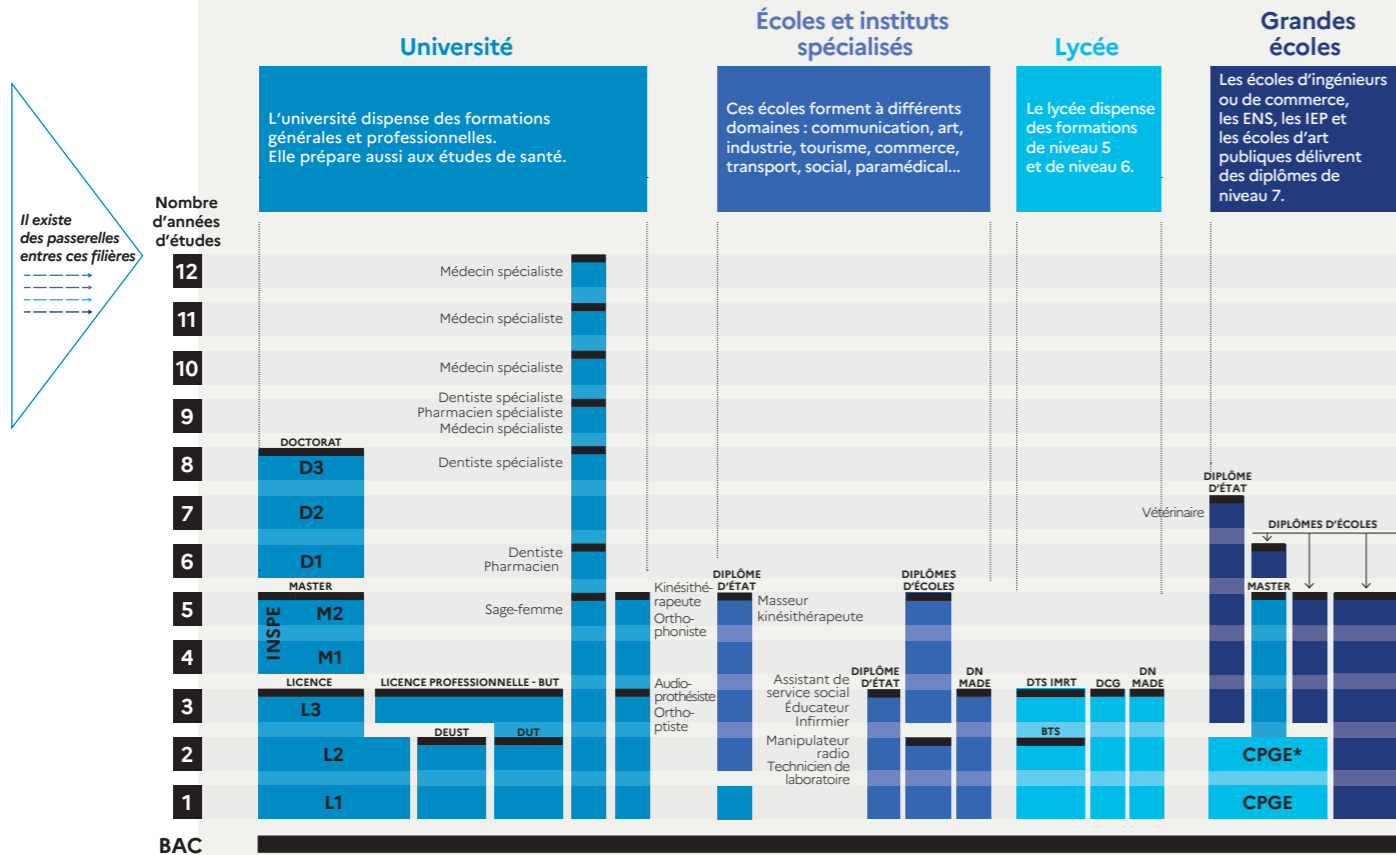 Université
Écoles et instituts
spécialisés
Lycée
Grandes
écoles
L'université dispense des formations
générales et professionnelles.
Elle prépare aussi aux études de santé.
Ces écoles forment à différents
domaines : communication, art,
industrie, tourisme, commerce,
transport, social, paramédical...
Le lycée dispense
des formations
de niveau 5
et de niveau 6.
Les écoles d'ingénieurs
ou de commerce,
les ENS, les IEP et
les écoles d'art
publiques délivrent
des diplômes de
niveau 7.
Il existe
des passerelles
entres ces filières
Nombre
d'années
d'études
12
Médecin spécialiste
11
Médecin spécialiste
10
Médecin spécialiste
9
Dentiste spécialiste
Pharmacien spécialiste
Médecin spécialiste
8
DOCTORAT
D3
Dentiste spécialiste
7
D2
DIPLÔME
D'ÉTAT
Vétérinaire
DIPLÔMES D'ÉCOLES
6
D1
Dentiste
Pharmacien
5
MASTER
INSPE
M2
Sage-femme
Kinésithé-
rapeute
Ortho-
phoniste
DIPLÔME
D'ÉTAT
Masseur
kinésithérapeute
DIPLÔMES
D'ÉCOLES
MASTER
4
M1
3
LICENCE
L3
LICENCE PROFESSIONNELLE - BUT
Audio-
prothésiste
Ortho-
ptiste
Assistant de
service social
Éducateur
Infirmier
DIPLÔME
D'ÉTAT
DN
MADE
DTS IMRT
DCG
DN
MADE
2
L2
DEUST
DUT
Manipulateur
radio
Technicien de
laboratoire
BTS
CPGE*
1
L1
CPGE
BAC